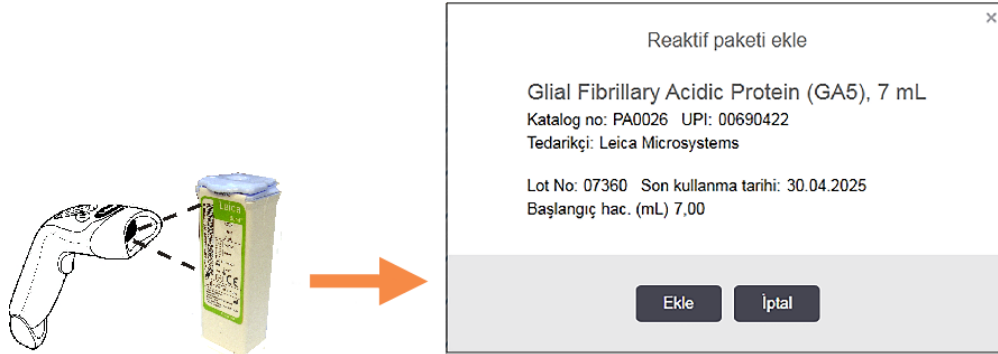 Leica
Reaktif paketi ekle
Glial Fibrillary Acidic Protein (GA5), 7 mL
Katalog no: PA0026 UPI: 00690422
Tedarikçi: Leica Microsystems
Lot No: 07360 Son kullanma tarihi: 30.04.2025
Başlangıç hac. (mL) 7,00
Ekle İptal